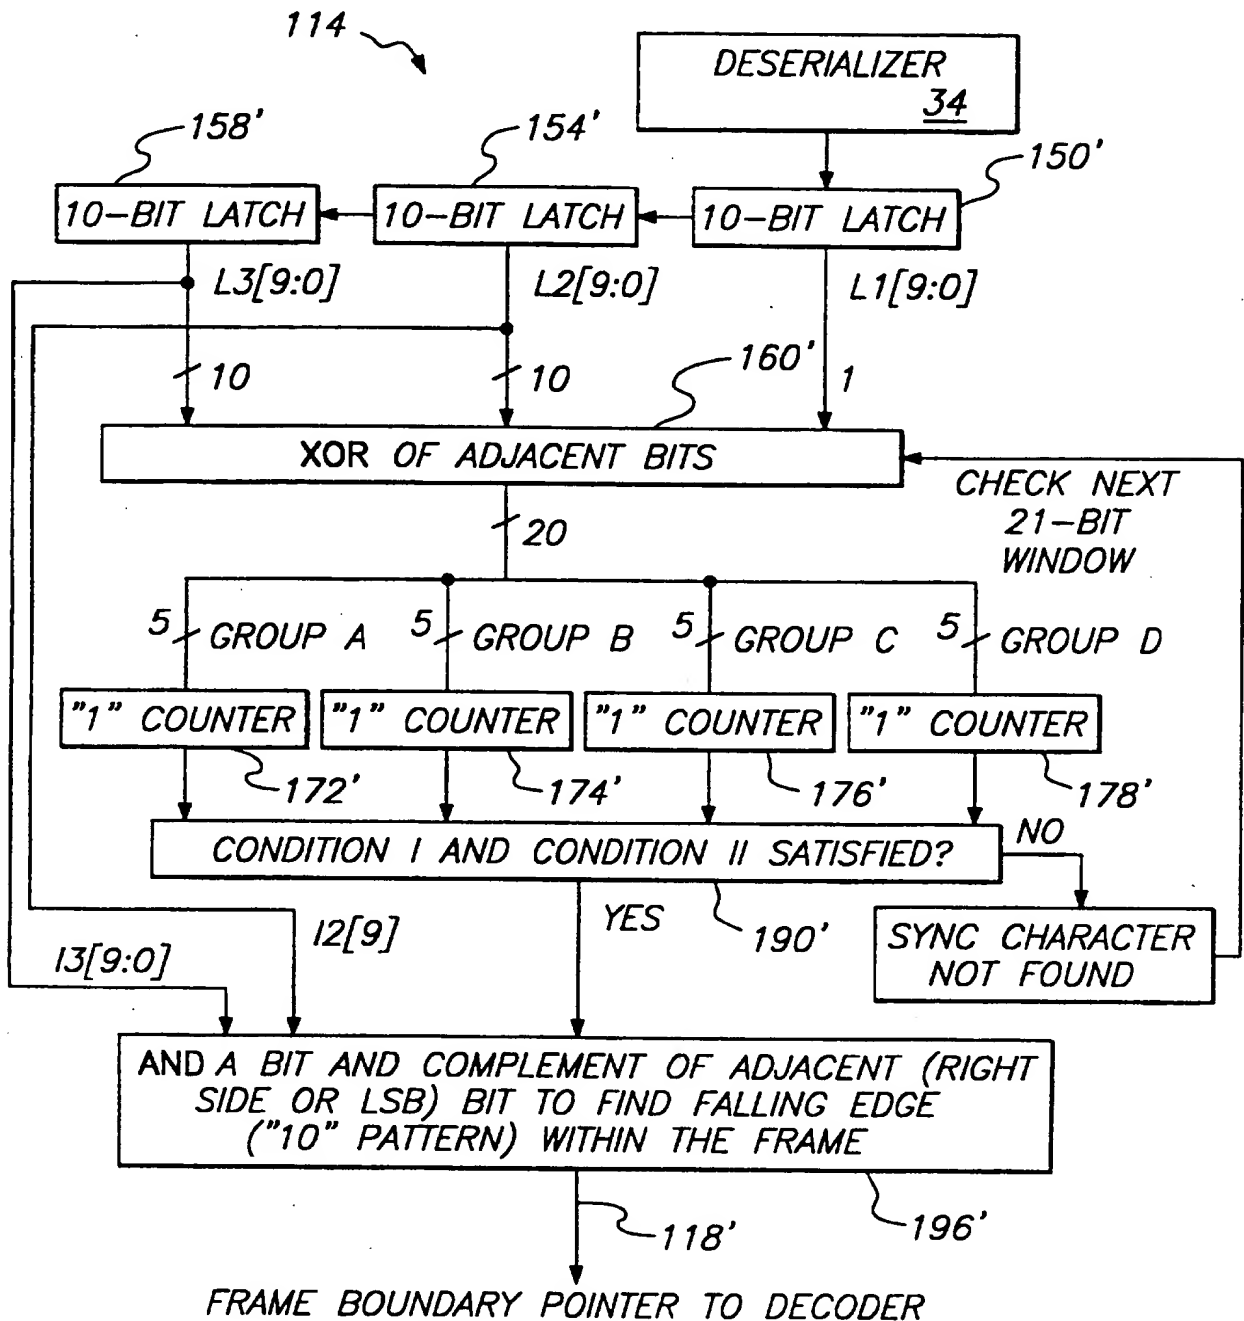 114
DESERIALIZER
34
158'
154'
150'
10-BIT LATCH
10-BIT LATCH
10-BIT LATCH
L3[9:0]
L2[9:0]
L1[9:0]
10
10
160'
1
XOR OF ADJACENT BITS
CHECK NEXT
21-BIT
WINDOW
20
5
GROUP A
5
GROUP B
5
GROUP C
5
GROUP D
"1" COUNTER
"1" COUNTER
"1" COUNTER
"1" COUNTER
172'
174'
176'
178'
CONDITION I AND CONDITION II SATISFIED?
NO
YES
190'
SYNC CHARACTER
NOT FOUND
I2[9]
I3[9:0]
AND A BIT AND COMPLEMENT OF ADJACENT (RIGHT
SIDE OR LSB) BIT TO FIND FALLING EDGE
("10" PATTERN) WITHIN THE FRAME
118'
196'
FRAME BOUNDARY POINTER TO DECODER